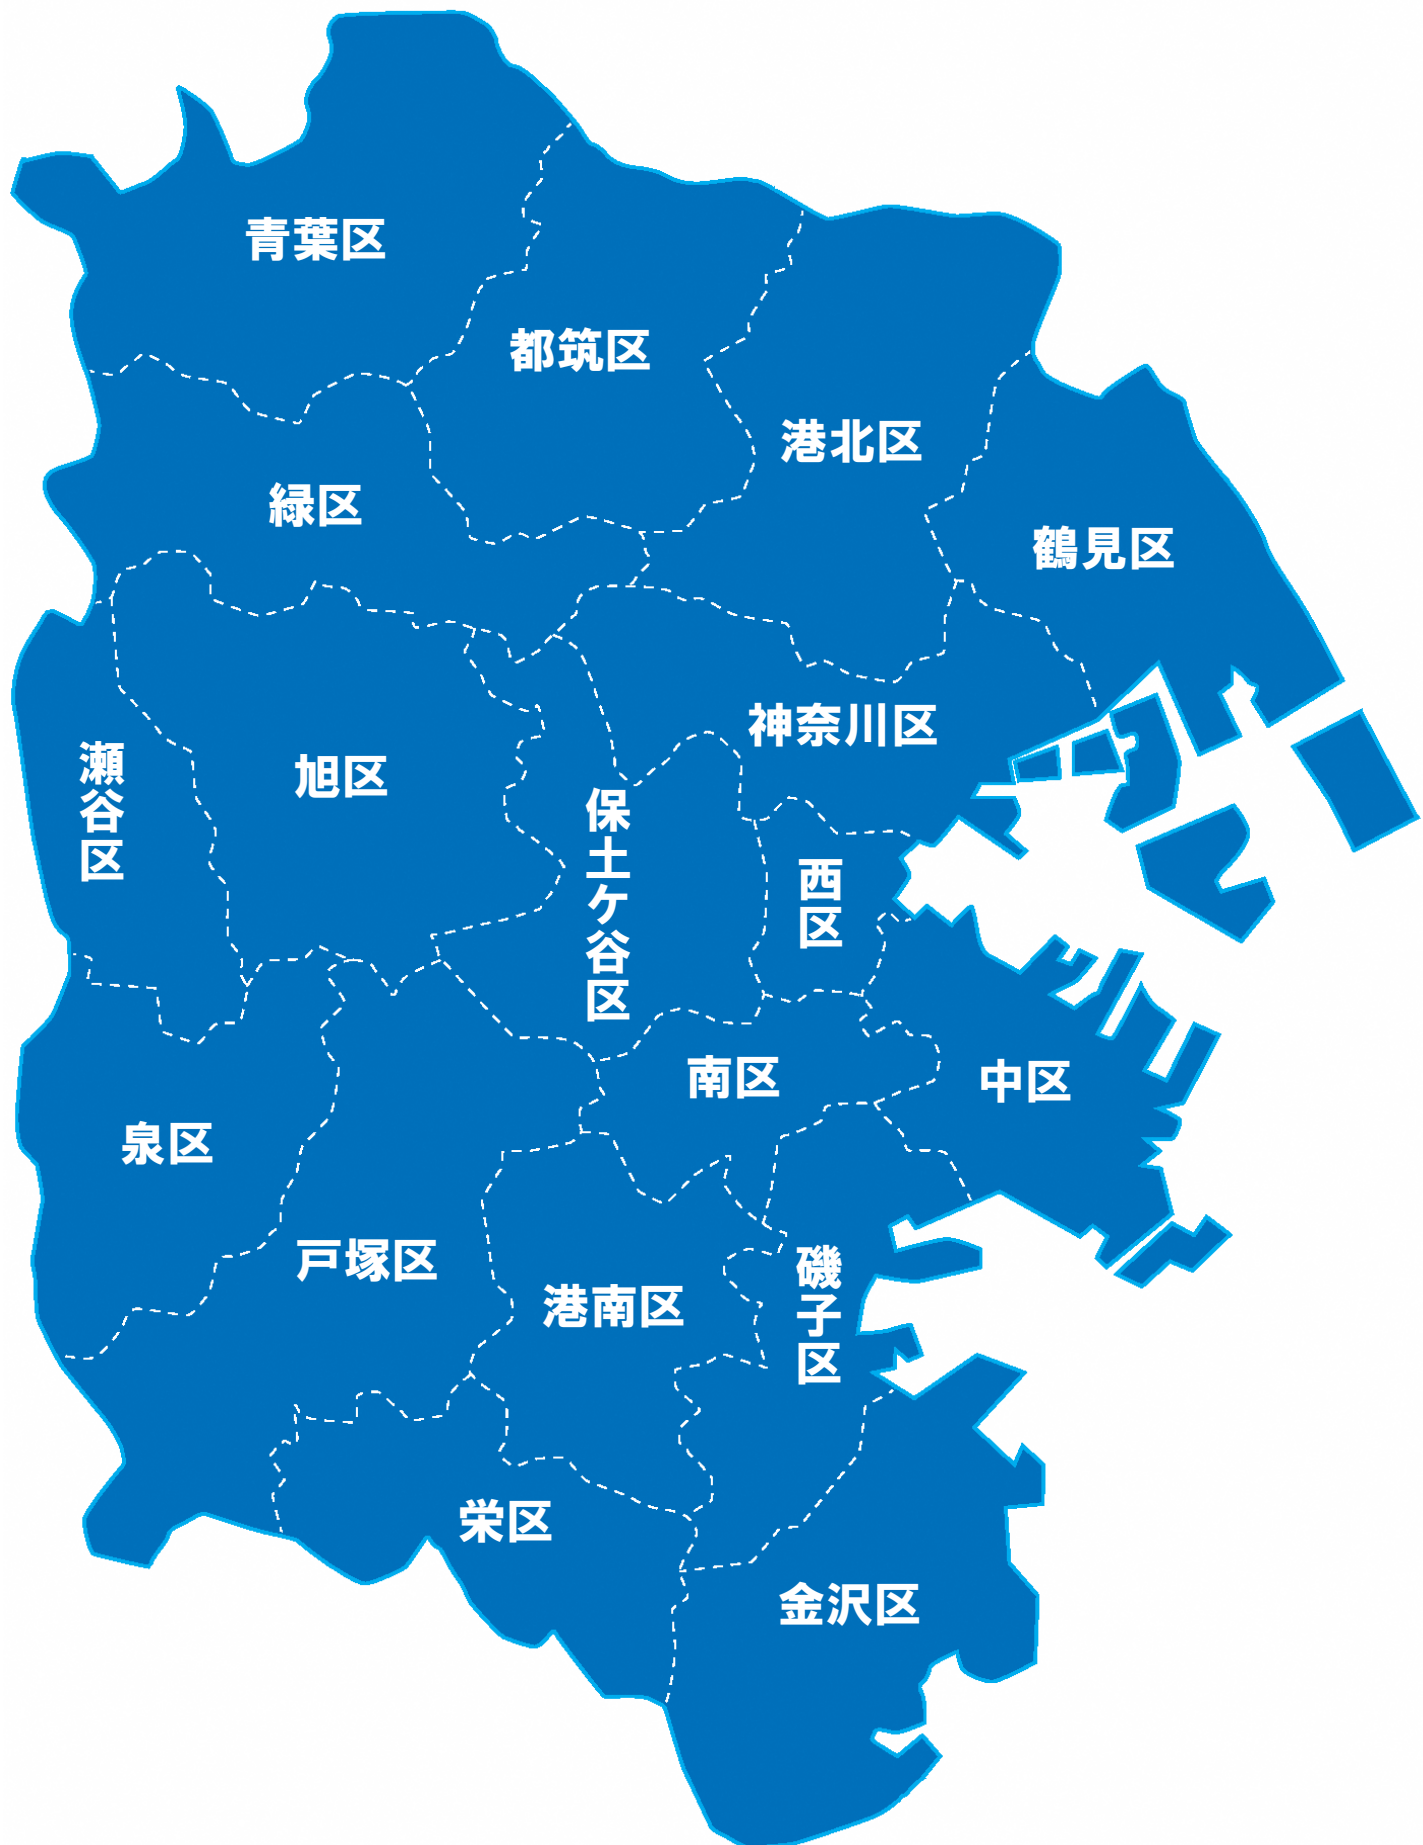 青葉区
都筑区
港北区
緑区
鶴見区
神奈川区
瀬谷区
旭区
保土ケ谷区
西区
南区
中区
泉区
戸塚区
港南区
磯子区
栄区
金沢区